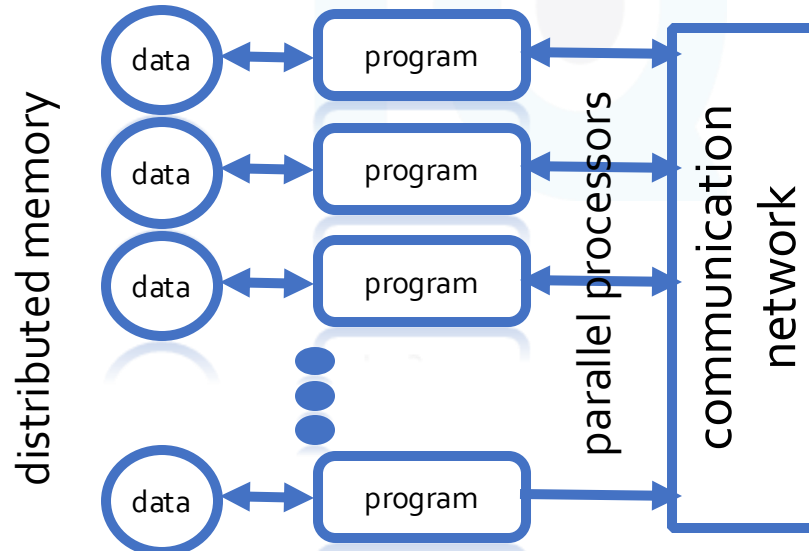 distributed memory
data
program
data
program
data
program
data
program
parallel processors
communication
network